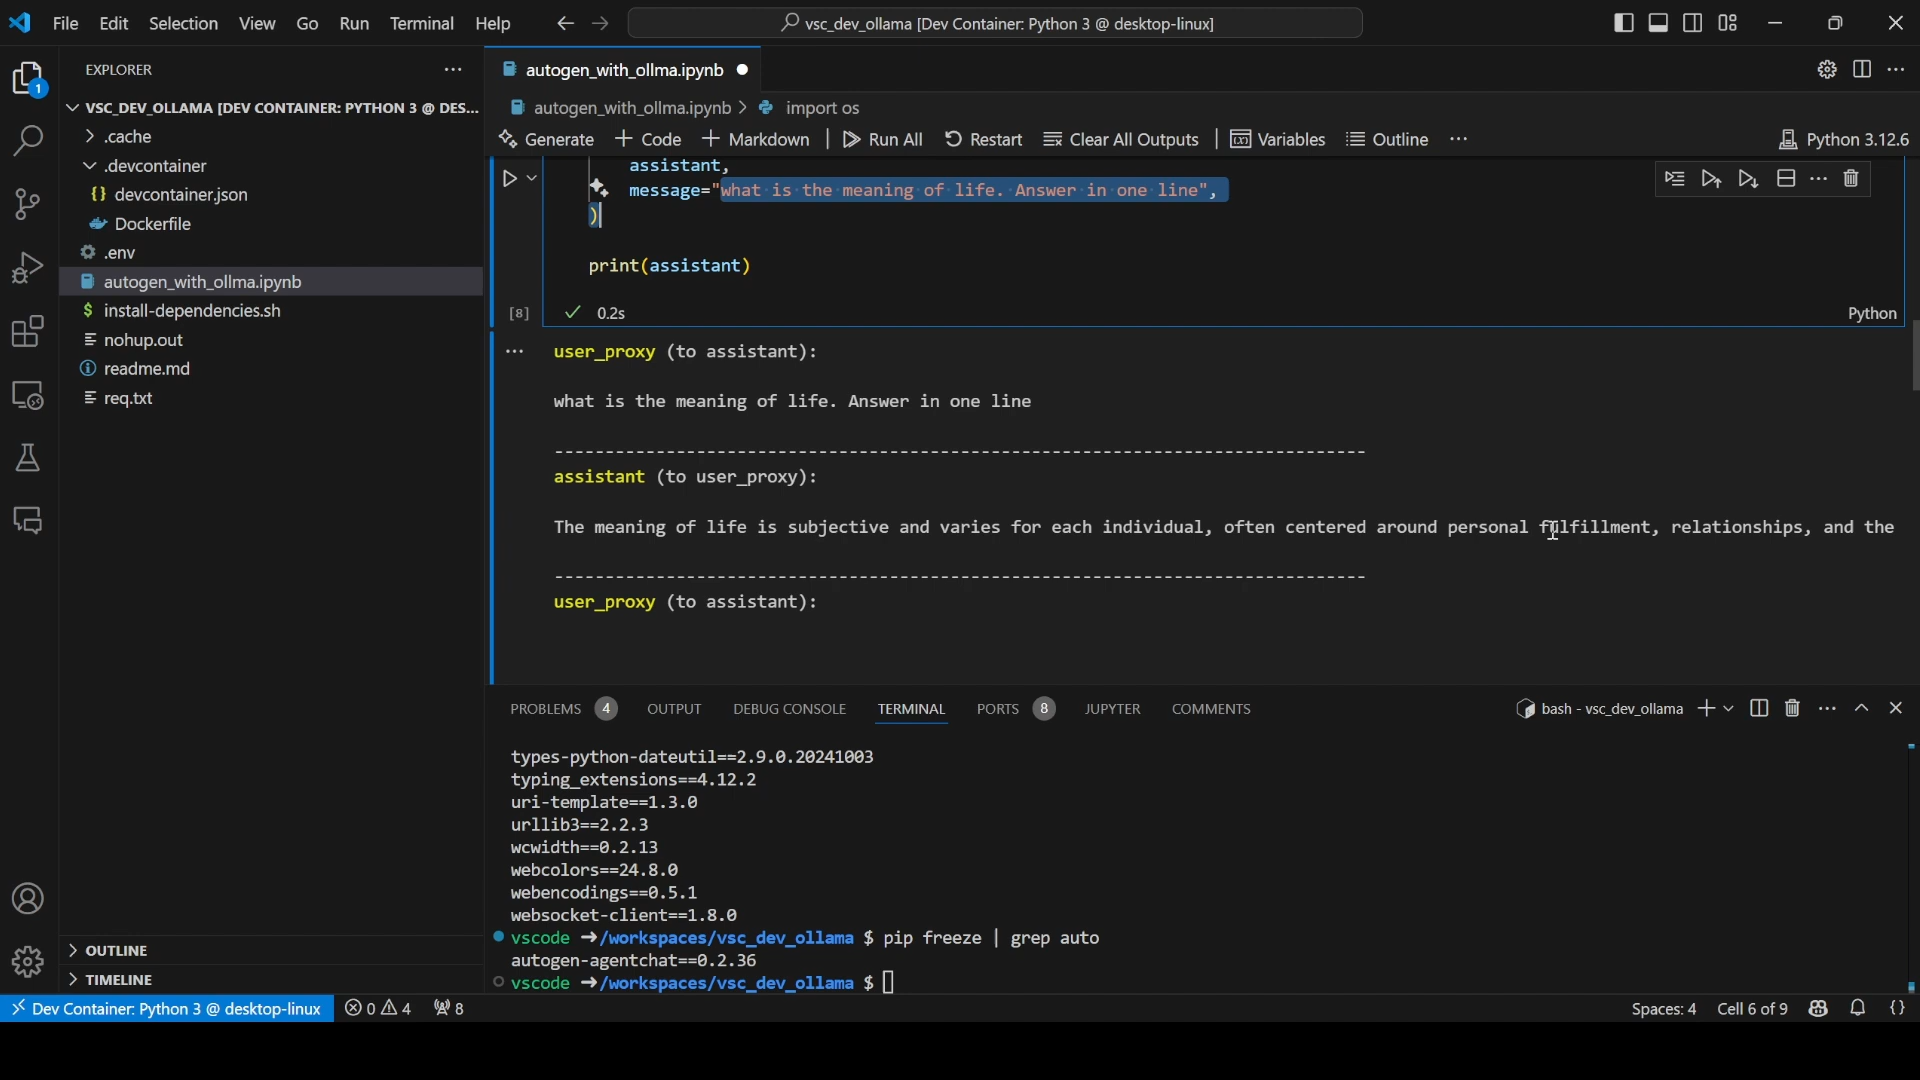 File Edit Selection View Go Run Terminal Help
vsc_dev_ollama [Dev Container: Python 3 @ desktop-linux]
EXPLORER
1
VSC_DEV_OLLAMA [DEV CONTAINER: PYTHON 3 @ DES...
.cache
.devcontainer
devcontainer.json
Dockerfile
.env
autogen_with_ollma.ipynb
install-dependencies.sh
nohup.out
readme.md
req.txt
OUTLINE
TIMELINE
autogen_with_ollma.ipynb
autogen_with_ollma.ipynb > import os
Generate + Code + Markdown Run All Restart Clear All Outputs Variables Outline ...
Python 3.12.6
assistant,
message="what is the meaning of life. Answer in one line",
)
print(assistant)
[8] 0.2s
Python
user_proxy (to assistant):
what is the meaning of life. Answer in one line
--------------------------------------------------------------------------------
assistant (to user_proxy):
The meaning of life is subjective and varies for each individual, often centered around personal fulfillment, relationships, and the
--------------------------------------------------------------------------------
user_proxy (to assistant):
PROBLEMS 4 OUTPUT DEBUG CONSOLE TERMINAL PORTS 8 JUPYTER COMMENTS
bash - vsc_dev_ollama
types-python-dateutil==2.9.0.20241003
typing_extensions==4.12.2
uri-template==1.3.0
urllib3==2.2.3
wcwidth==0.2.13
webcolors==24.8.0
webencodings==0.5.1
websocket-client==1.8.0
vscode ➜/workspaces/vsc_dev_ollama $ pip freeze | grep auto
autogen-agentchat==0.2.36
vscode ➜/workspaces/vsc_dev_ollama $
Dev Container: Python 3 @ desktop-linux 0 4 8
Spaces: 4 Cell 6 of 9